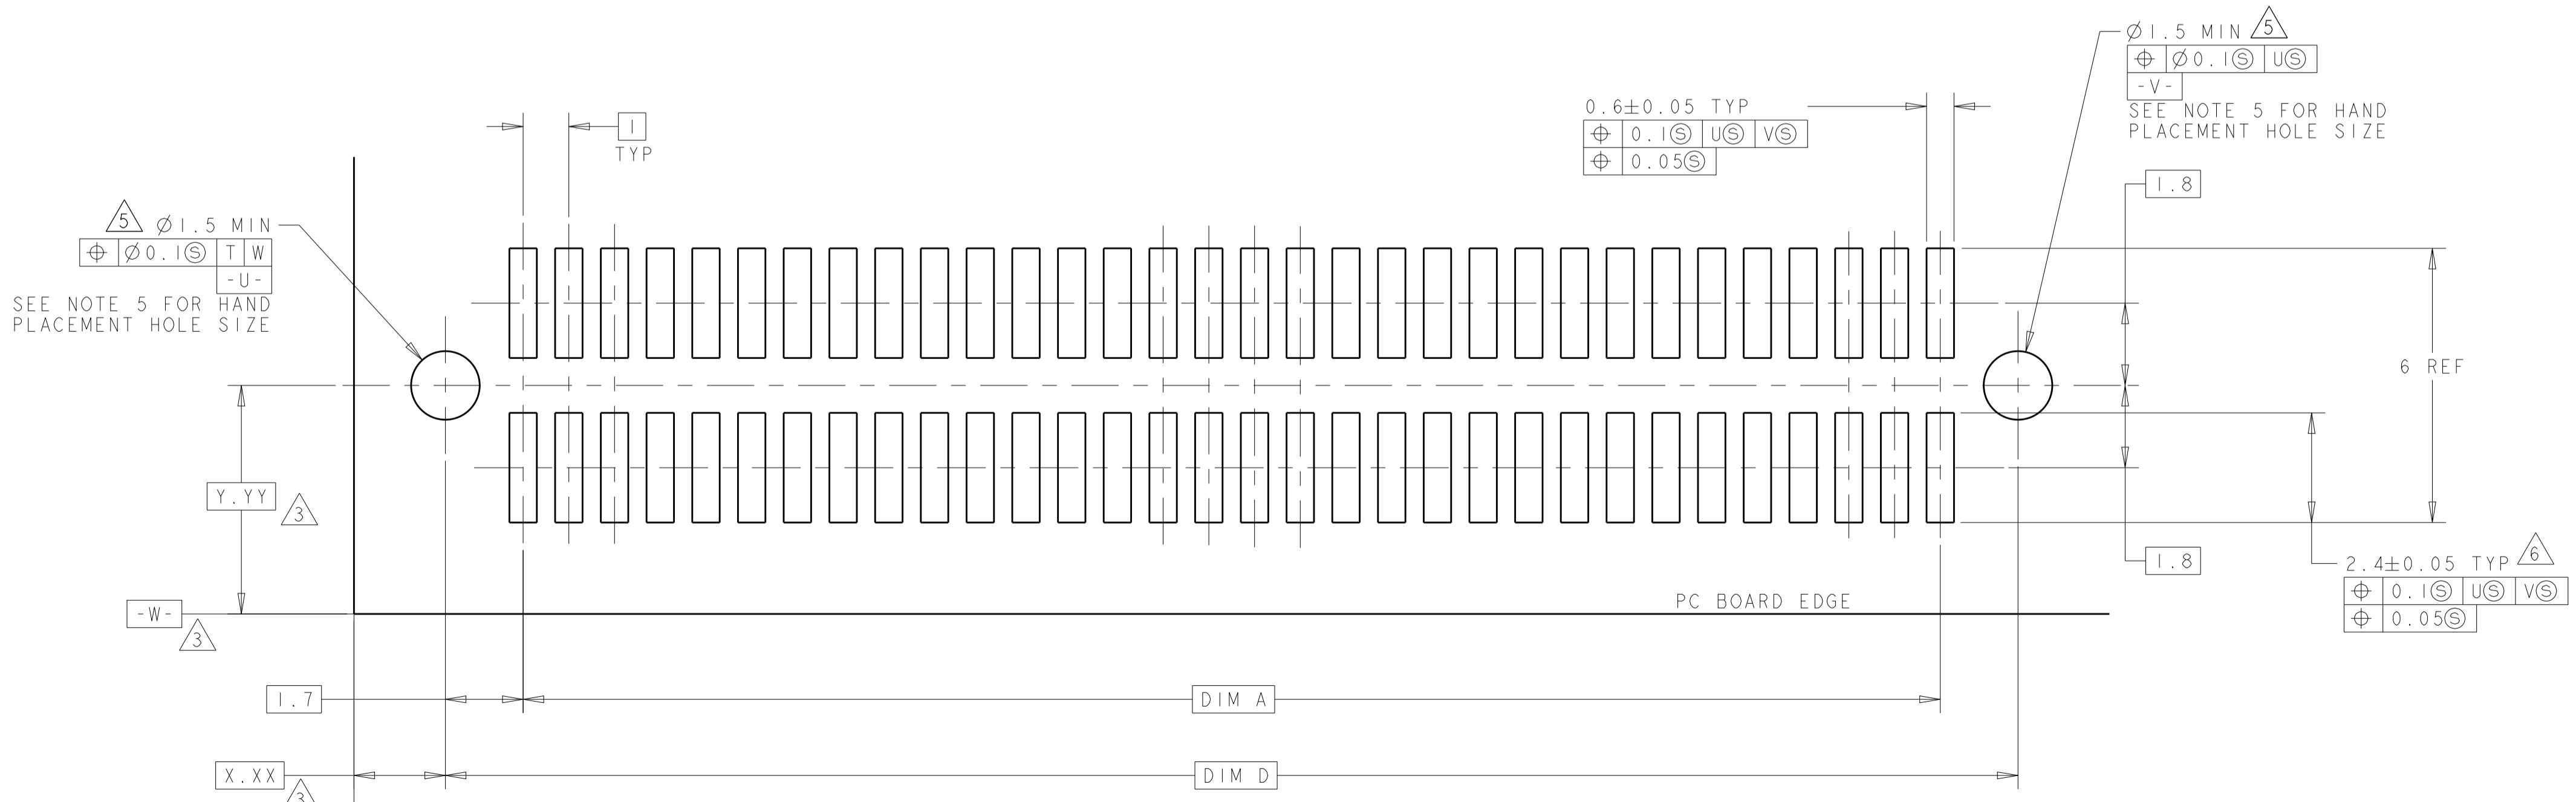 Ø1.5 MIN 5
⌖ Ø0.1Ⓢ UⓈ
-V-
SEE NOTE 5 FOR HAND
PLACEMENT HOLE SIZE
0.6±0.05 TYP
⌖ 0.1Ⓢ UⓈ VⓈ
⌖ 0.05Ⓢ
1
TYP
1.8
5 Ø1.5 MIN
⌖ Ø0.1Ⓢ T W
-U-
SEE NOTE 5 FOR HAND
PLACEMENT HOLE SIZE
6 REF
Y.YY 3
1.8
2.4±0.05 TYP 6
⌖ 0.1Ⓢ UⓈ VⓈ
⌖ 0.05Ⓢ
-W- 3
PC BOARD EDGE
1.7
DIM A
X.XX 3
DIM D